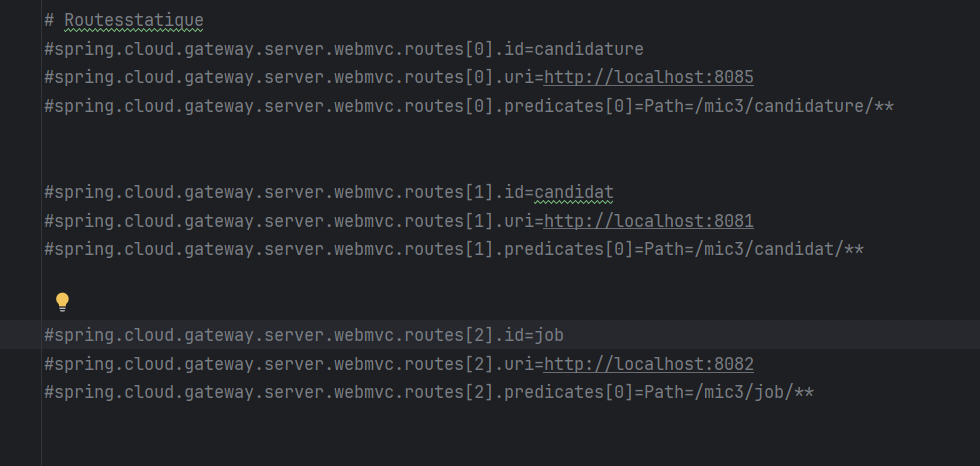 # Routesstatique
#spring.cloud.gateway.server.webmvc.routes[0].id=candidature
#spring.cloud.gateway.server.webmvc.routes[0].uri=http://localhost:8085
#spring.cloud.gateway.server.webmvc.routes[0].predicates[0]=Path=/mic3/candidature/**
#spring.cloud.gateway.server.webmvc.routes[1].id=candidat
#spring.cloud.gateway.server.webmvc.routes[1].uri=http://localhost:8081
#spring.cloud.gateway.server.webmvc.routes[1].predicates[0]=Path=/mic3/candidat/**
#spring.cloud.gateway.server.webmvc.routes[2].id=job
#spring.cloud.gateway.server.webmvc.routes[2].uri=http://localhost:8082
#spring.cloud.gateway.server.webmvc.routes[2].predicates[0]=Path=/mic3/job/**